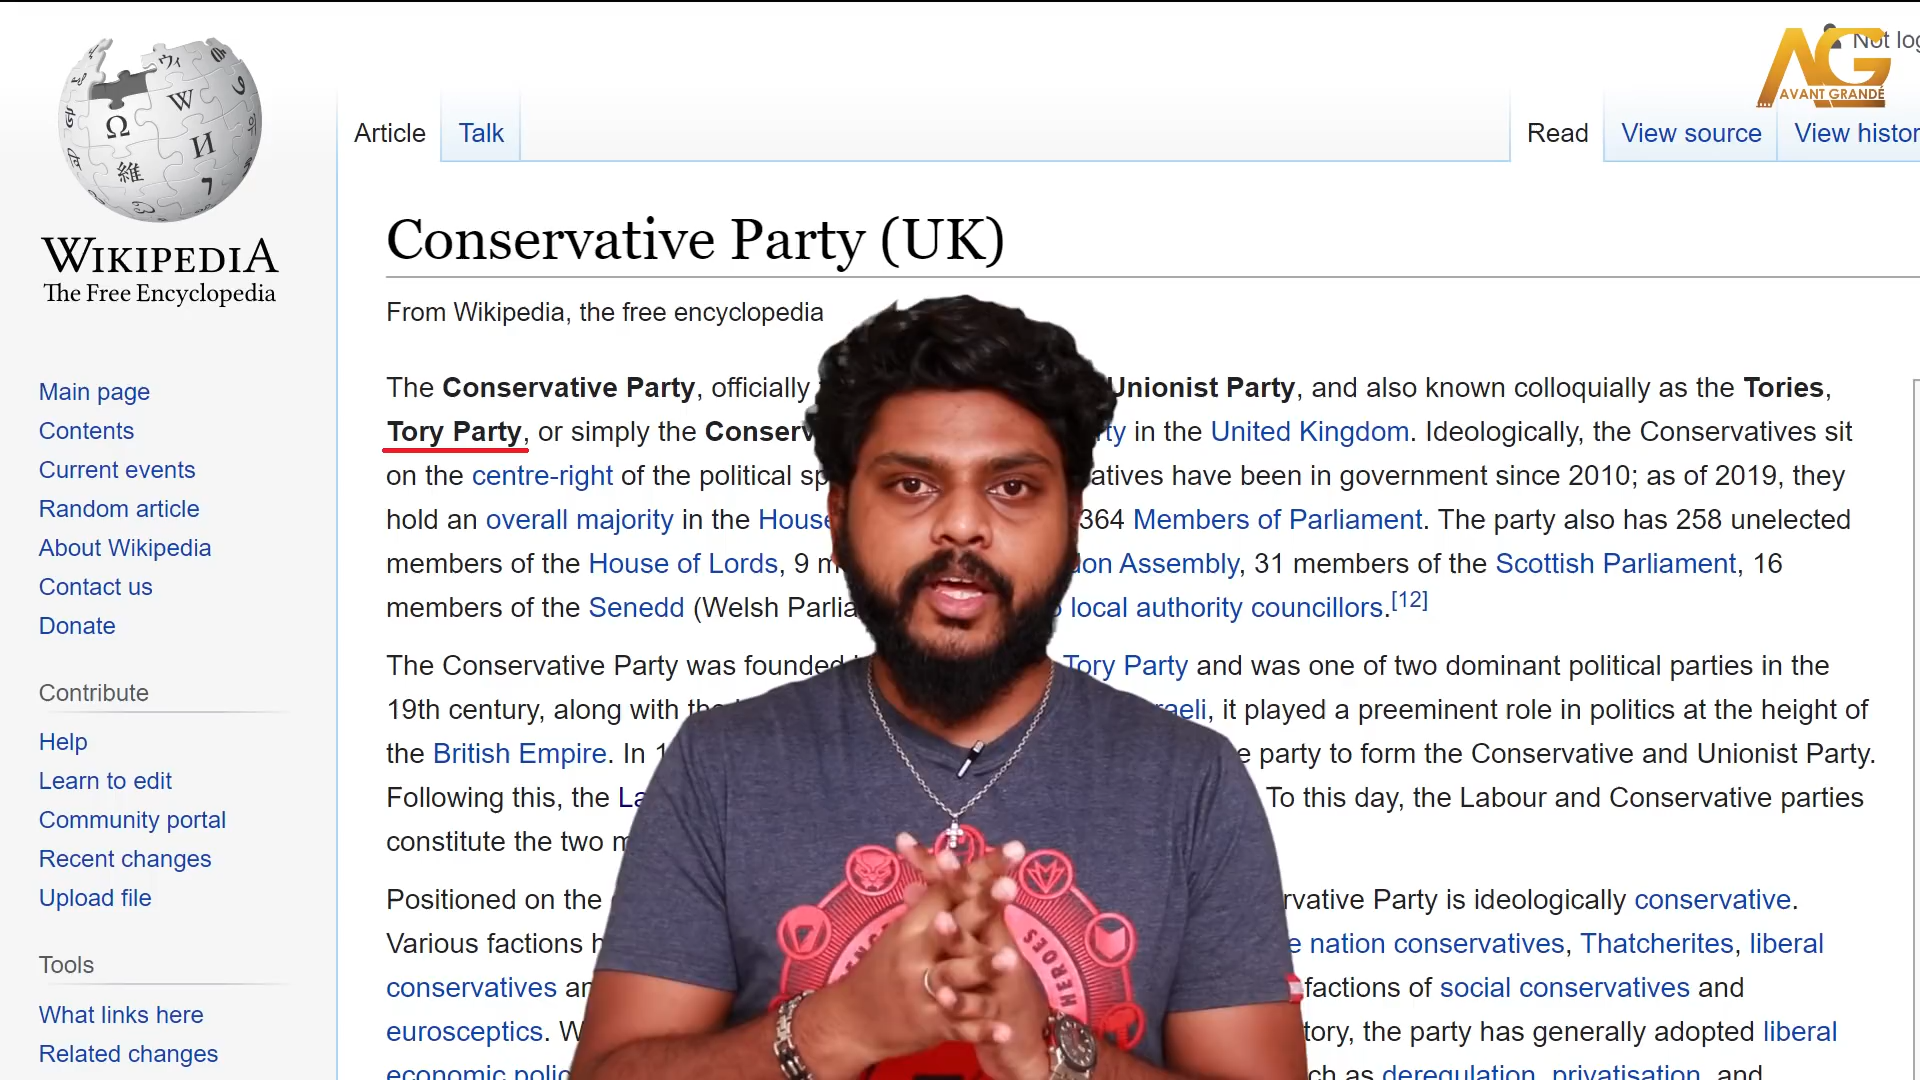 Not log
AG
AVANT GRANDÉ
WIKIPEDIA
The Free Encyclopedia
Article Talk
Read View source View histor
Conservative Party (UK)
From Wikipedia, the free encyclopedia
The Conservative Party, officially Unionist Party, and also known colloquially as the Tories,
Tory Party, or simply the in the United Kingdom. Ideologically, the Conservatives sit
on the centre-right of the political have been in government since 2010; as of 2019, they
hold an overall majority in the House 364 Members of Parliament. The party also has 258 unelected
members of the House of Lords, 9 Assembly, 31 members of the Scottish Parliament, 16
members of the Senedd (Welsh local authority councillors.[12]
The Conservative Party was founded Tory Party and was one of two dominant political parties in the
19th century, along with the it played a preeminent role in politics at the height of
the British Empire. In party to form the Conservative and Unionist Party.
Following this, the To this day, the Labour and Conservative parties
constitute the two
Positioned on the Party is ideologically conservative.
Various factions nation conservatives, Thatcherites, liberal
conservatives factions of social conservatives and
eurosceptics. the party has generally adopted liberal
economic as deregulation, privatisation, and
Main page
Contents
Current events
Random article
About Wikipedia
Contact us
Donate
Contribute
Help
Learn to edit
Community portal
Recent changes
Upload file
Tools
What links here
Related changes
HEROES